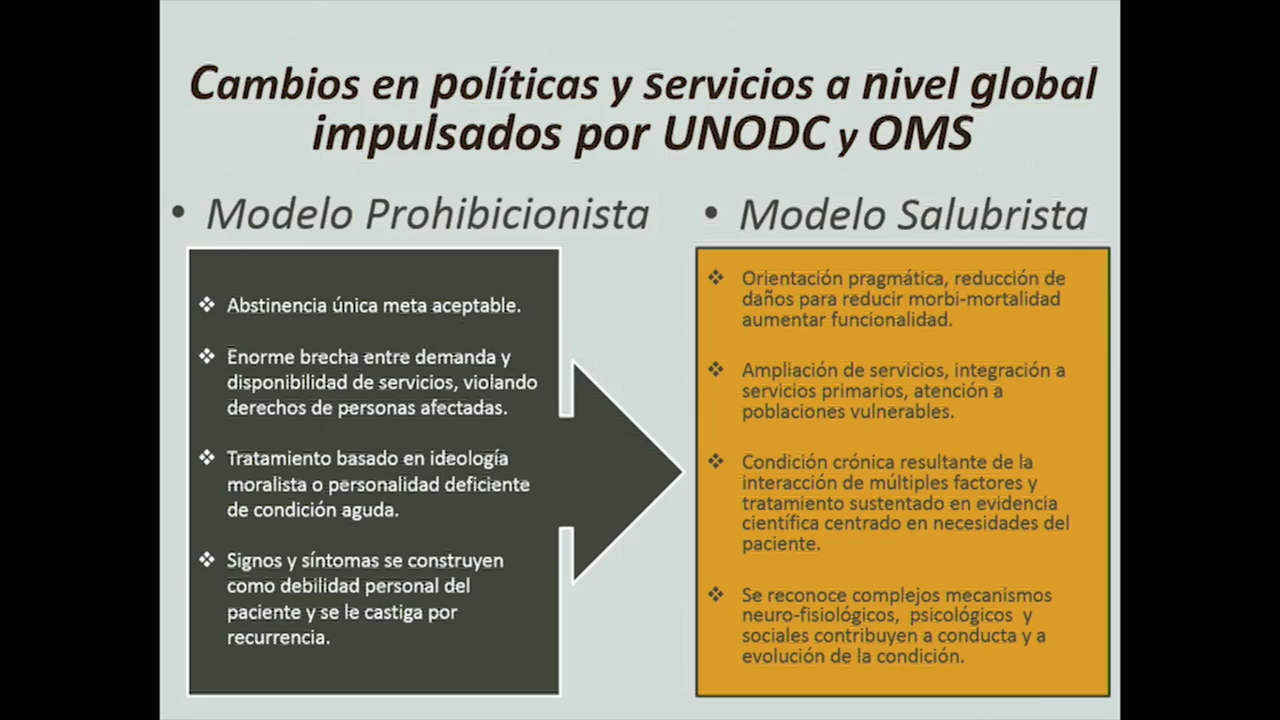 Cambios en políticas y servicios a nivel global
impulsados por UNODC y OMS
• Modelo Prohibicionista
❖ Abstinencia única meta aceptable.
❖ Enorme brecha entre demanda y
disponibilidad de servicios, violando
derechos de personas afectadas.
❖ Tratamiento basado en ideología
moralista o personalidad deficiente
de condición aguda.
❖ Signos y síntomas se construyen
como debilidad personal del
paciente y se le castiga por
recurrencia.
• Modelo Salubrista
❖ Orientación pragmática, reducción de
daños para reducir morbi-mortalidad
aumentar funcionalidad.
❖ Ampliación de servicios, integración a
servicios primarios, atención a
poblaciones vulnerables.
❖ Condición crónica resultante de la
interacción de múltiples factores y
tratamiento sustentado en evidencia
científica centrado en necesidades del
paciente.
❖ Se reconoce complejos mecanismos
neuro-fisiológicos, psicológicos y
sociales contribuyen a conducta y a
evolución de la condición.